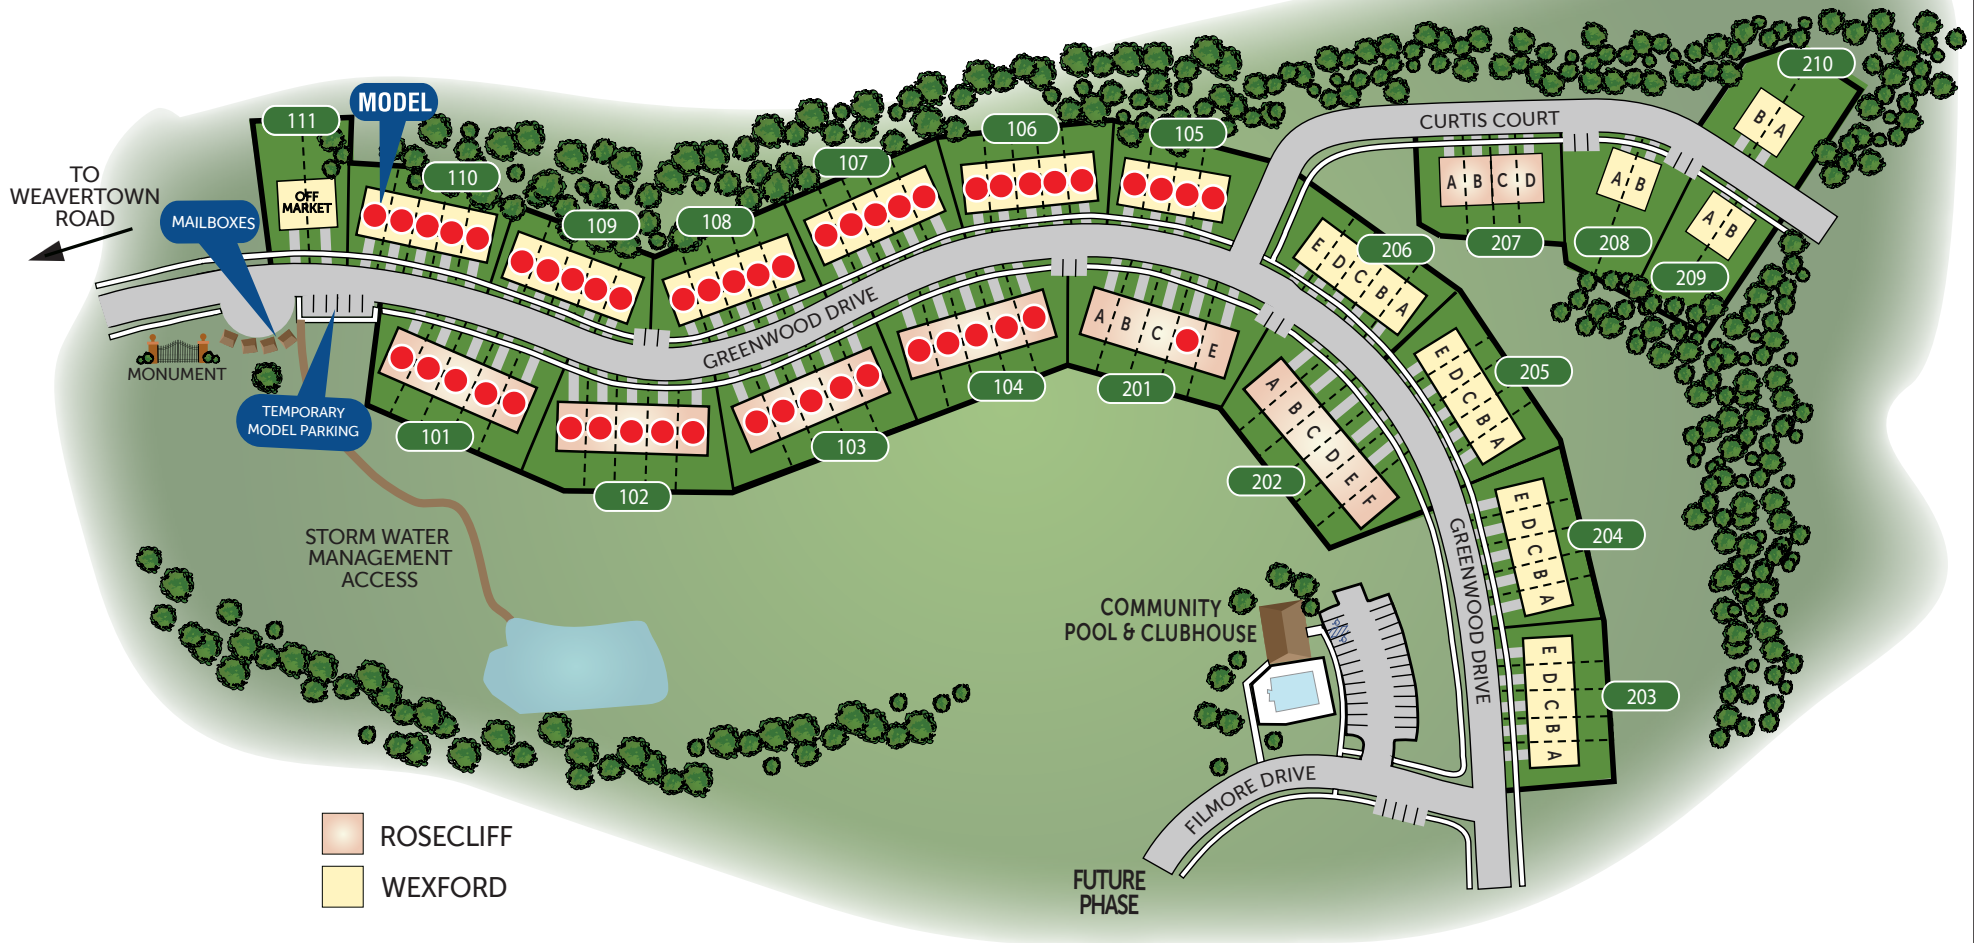 111
MODEL
110
109
108
107
106
105
CURTIS COURT
210
B A
TO
WEAVERTOWN
ROAD
MAILBOXES
OFF
MARKET
A B C D
207
A B
208
A B
209
E D C B A
206
GREENWOOD DRIVE
MONUMENT
TEMPORARY
MODEL PARKING
101
102
103
104
A B C E
201
A B C D E F
202
E D C B A
205
E D C B A
204
E D C B A
203
GREENWOOD DRIVE
STORM WATER
MANAGEMENT
ACCESS
COMMUNITY
POOL & CLUBHOUSE
FILMORE DRIVE
FUTURE
PHASE
ROSECLIFF
WEXFORD